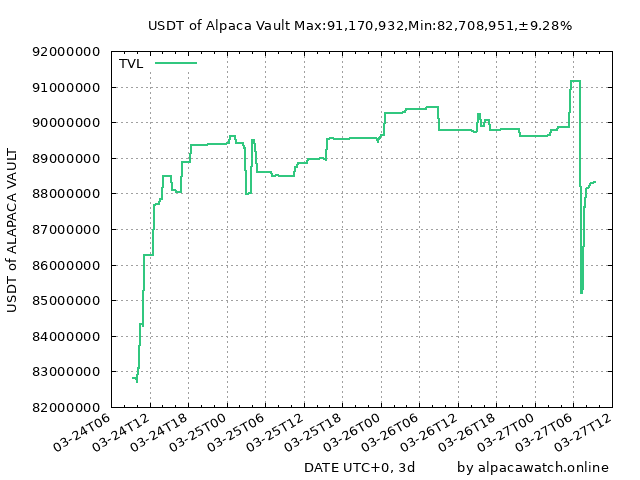 USDT of Alpaca Vault Max:91,170,932,Min:82,708,951,±9.28%
TVL
92000000
91000000
90000000
89000000
88000000
87000000
86000000
85000000
84000000
83000000
82000000
USDT of ALAPACA VAULT
03-24T06
03-24T12
03-24T18
03-25T00
03-25T06
03-25T12
03-25T18
03-26T00
03-26T06
03-26T12
03-26T18
03-27T00
03-27T06
03-27T12
DATE UTC+0, 3d
by alpacawatch.online